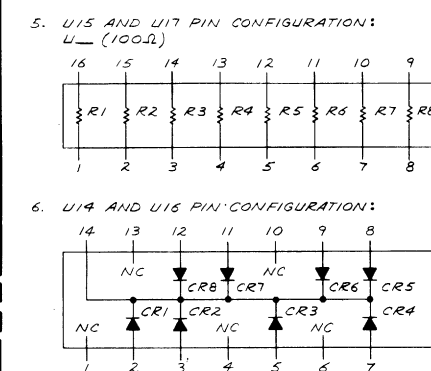 5. U15 AND U17 PIN CONFIGURATION:
U__ (100Ω)
16 15 14 13 12 11 10 9
R1 R2 R3 R4 R5 R6 R7 R8
1 2 3 4 5 6 7 8
6. U14 AND U16 PIN CONFIGURATION:
14 13 12 11 10 9 8
NC NC
CR8 CR7 CR6 CR5
CR1 CR2 CR3 CR4
NC NC NC
1 2 3 4 5 6 7